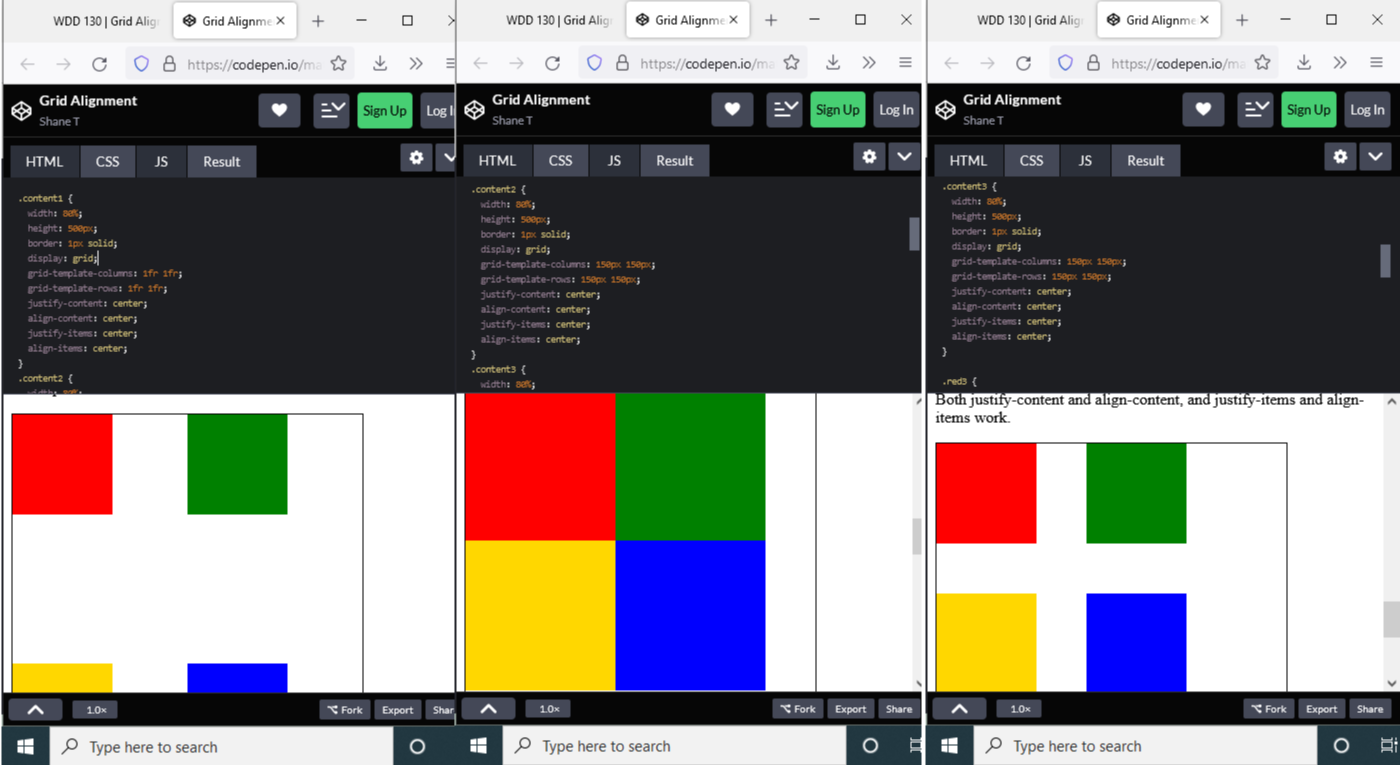 WDD 130 | Grid Alig
Grid Alignme
https://codepen.io/ma
Grid Alignment
Shane T
Sign Up
Log I
HTML
CSS
JS
Result
.content1 {
width: 80%;
height: 500px;
border: 1px solid;
display: grid;
grid-template-columns: 1fr 1fr;
grid-template-rows: 1fr 1fr;
justify-content: center;
align-content: center;
justify-items: center;
align-items: center;
}
.content2 {
width: 80%;
1.0×
Fork
Export
Shar
Type here to search
WDD 130 | Grid Alig
Grid Alignme
https://codepen.io/ma
Grid Alignment
Shane T
Sign Up
Log In
HTML
CSS
JS
Result
.content2 {
width: 80%;
height: 500px;
border: 1px solid;
display: grid;
grid-template-columns: 150px 150px;
grid-template-rows: 150px 150px;
justify-content: center;
align-content: center;
justify-items: center;
align-items: center;
}
.content3 {
width: 80%;
1.0×
Fork
Export
Share
Type here to search
WDD 130 | Grid Alig
Grid Alignme
https://codepen.io/ma
Grid Alignment
Shane T
Sign Up
Log In
HTML
CSS
JS
Result
.content3 {
width: 80%;
height: 500px;
border: 1px solid;
display: grid;
grid-template-columns: 150px 150px;
grid-template-rows: 150px 150px;
justify-content: center;
align-content: center;
justify-items: center;
align-items: center;
}
.red3 {
Both justify-content and align-content, and justify-items and align-
items work.
1.0×
Fork
Export
Share
Type here to search